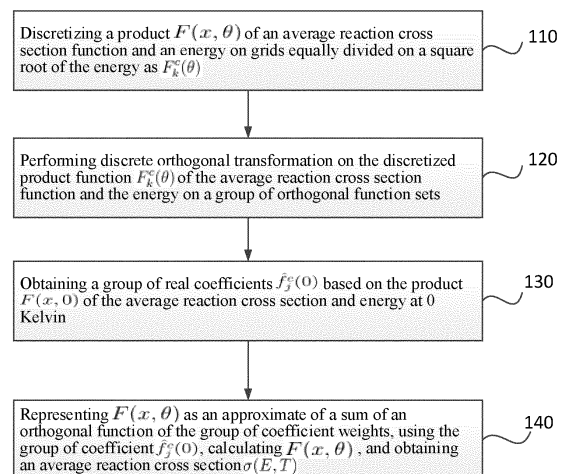 Discretizing a product F(x, θ) of an average reaction cross
section function and an energy on grids equally divided on a square
root of the energy as Fᶜₖ(θ)
110
Performing discrete orthogonal transformation on the discretized
product function Fᶜₖ(θ) of the average reaction cross section
function and the energy on a group of orthogonal function sets
120
Obtaining a group of real coefficients f̂ᶜⱼ(0) based on the product
F(x, 0) of the average reaction cross section and energy at 0
Kelvin
130
Representing F(x, θ) as an approximate of a sum of an
orthogonal function of the group of coefficient weights, using the
group of coefficient f̂ᶜⱼ(0), calculating F(x, θ) , and obtaining
an average reaction cross section σ(E, T)
140